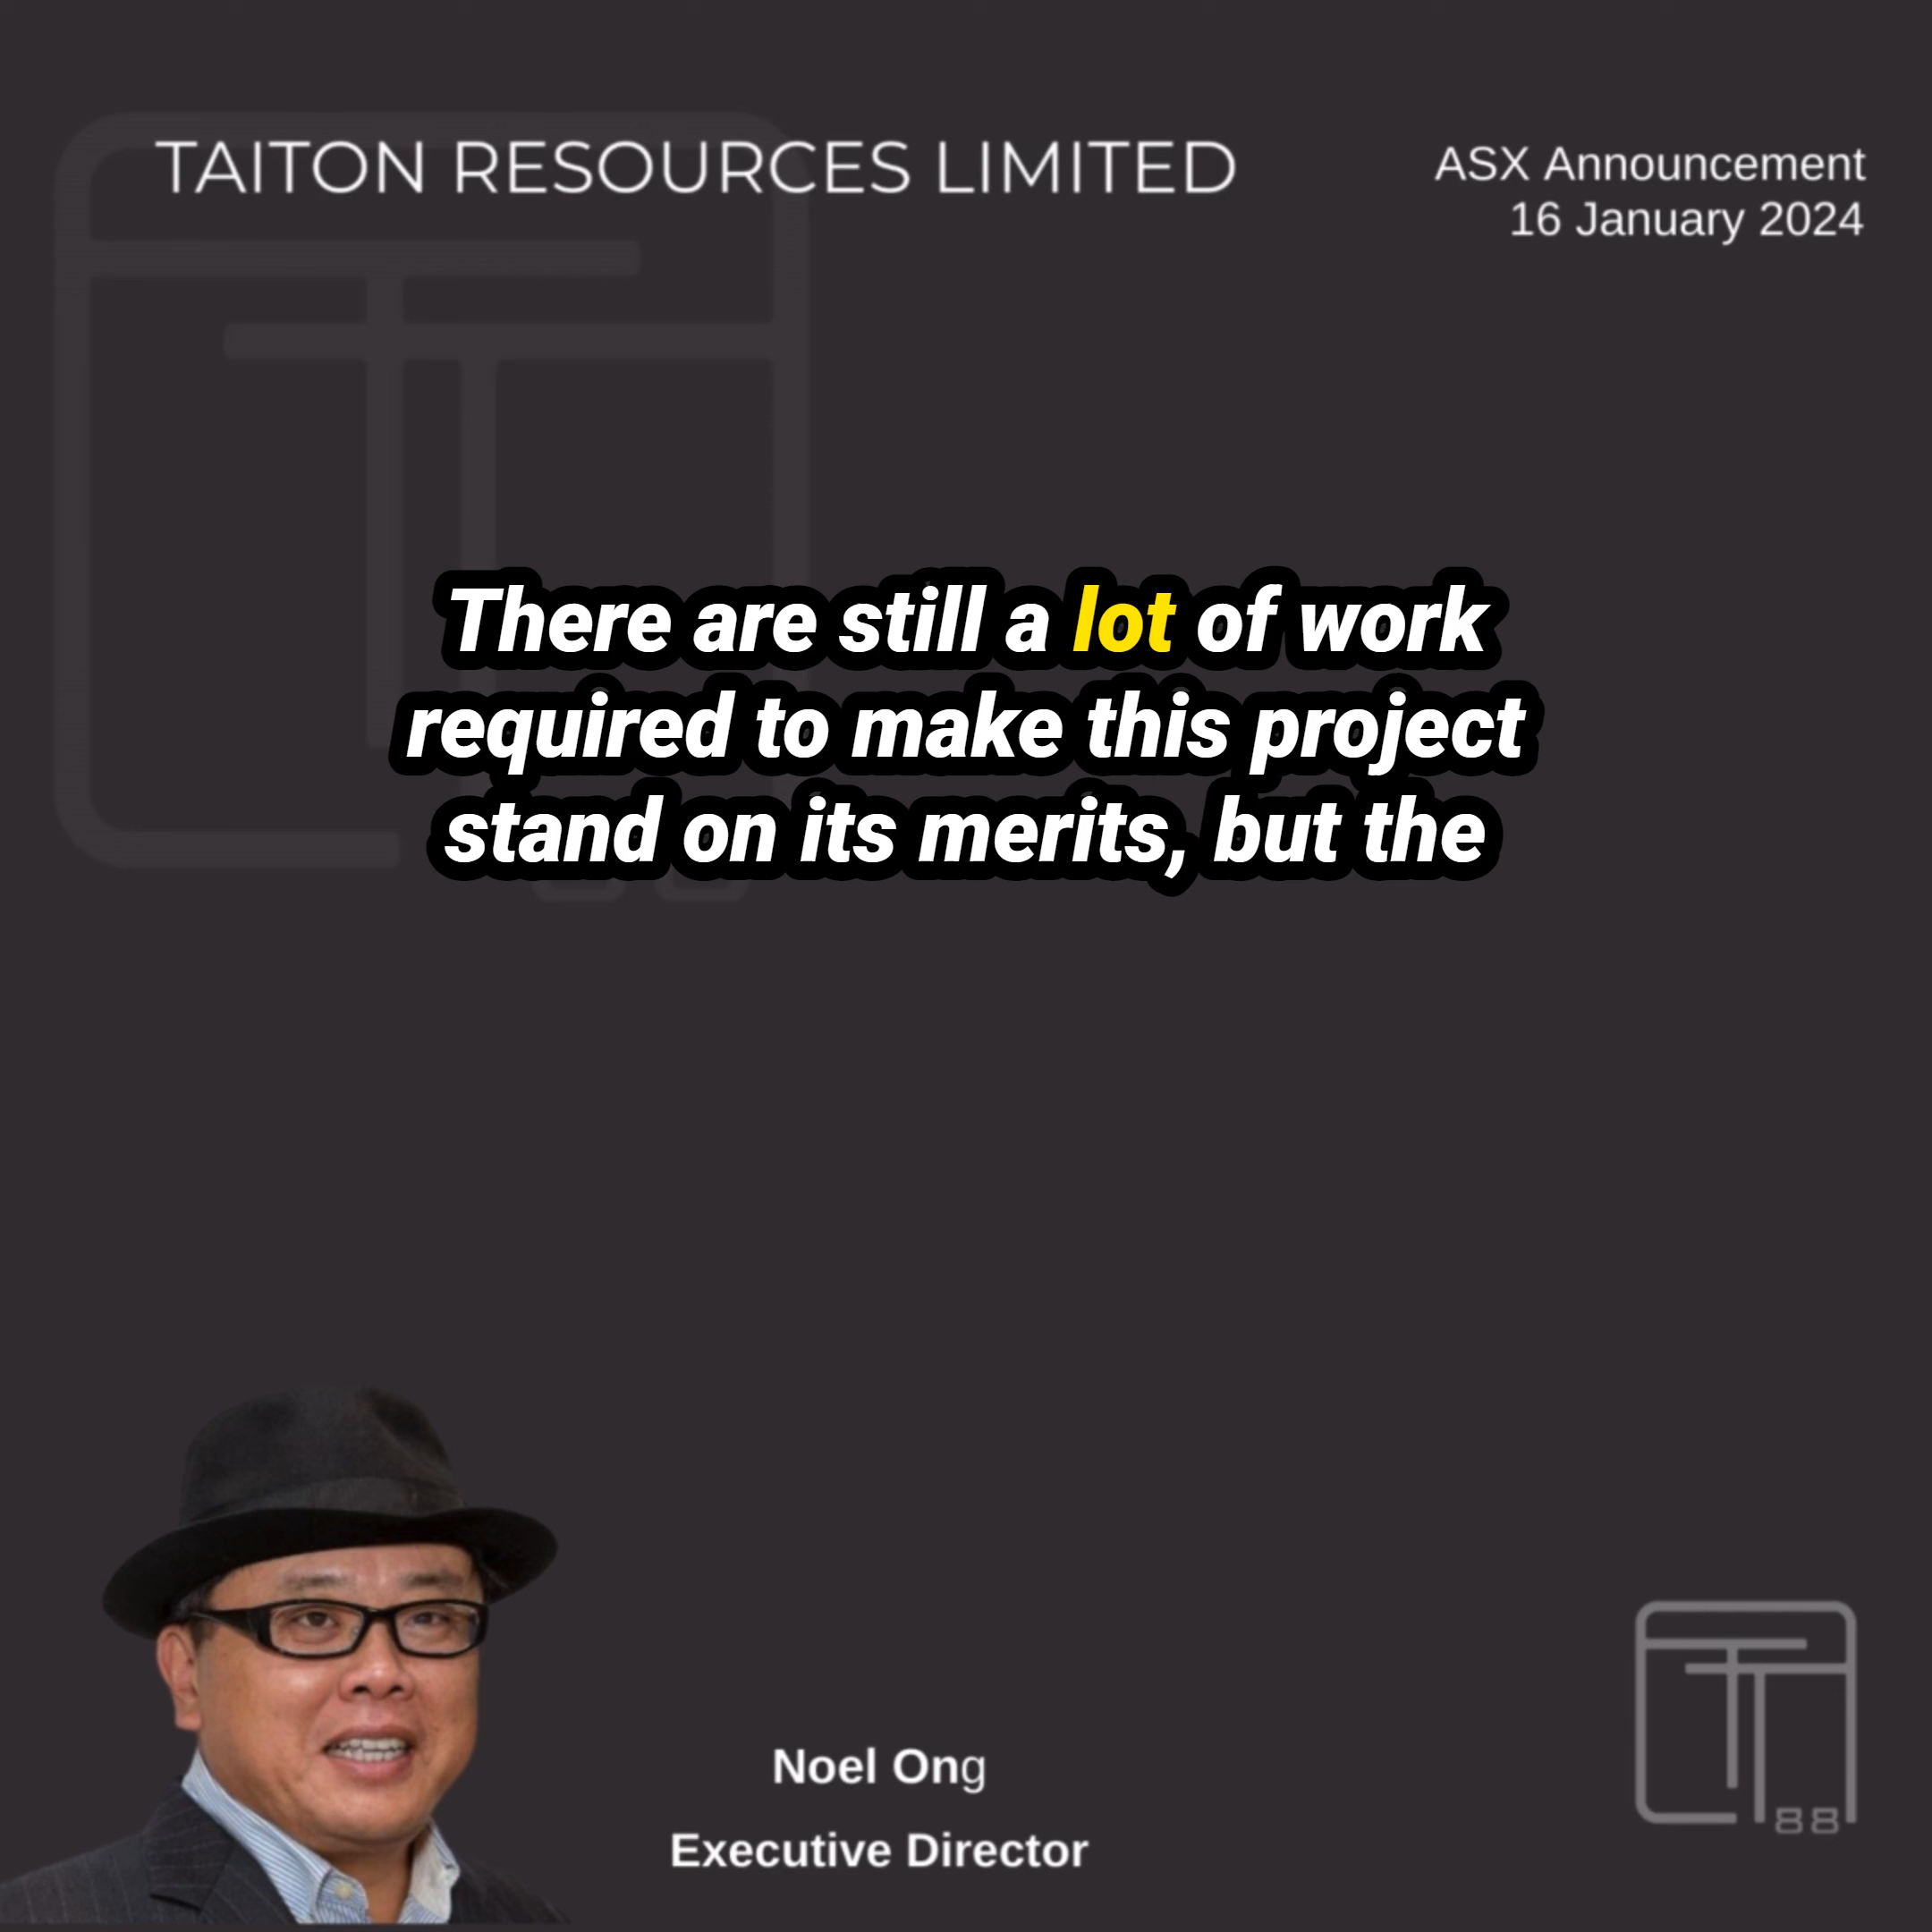 TAITON RESOURCES LIMITED
ASX Announcement
16 January 2024
There are still a lot of work
required to make this project
stand on its merits, but the
Noel Ong
Executive Director
88